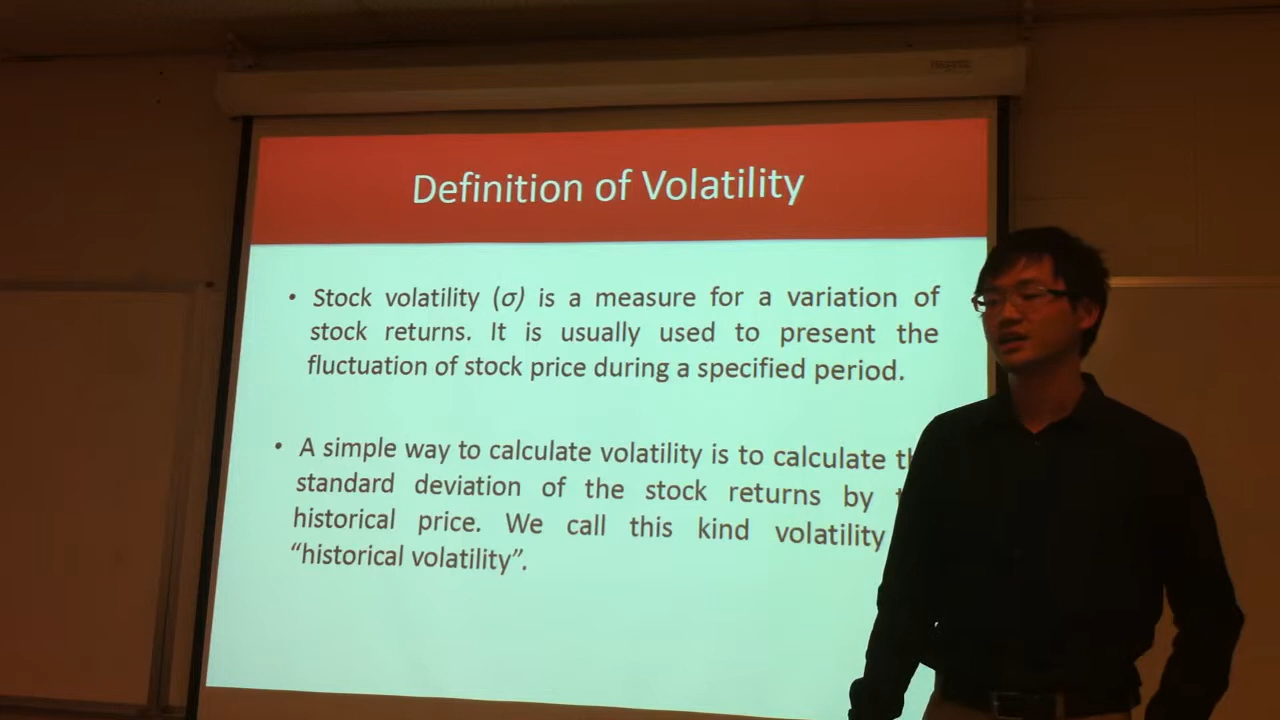 Definition of Volatility
• Stock volatility (σ) is a measure for a variation of
stock returns. It is usually used to present the
fluctuation of stock price during a specified period.
• A simple way to calculate volatility is to calculate
standard deviation of the stock returns by
historical price. We call this kind volatility
“historical volatility”.